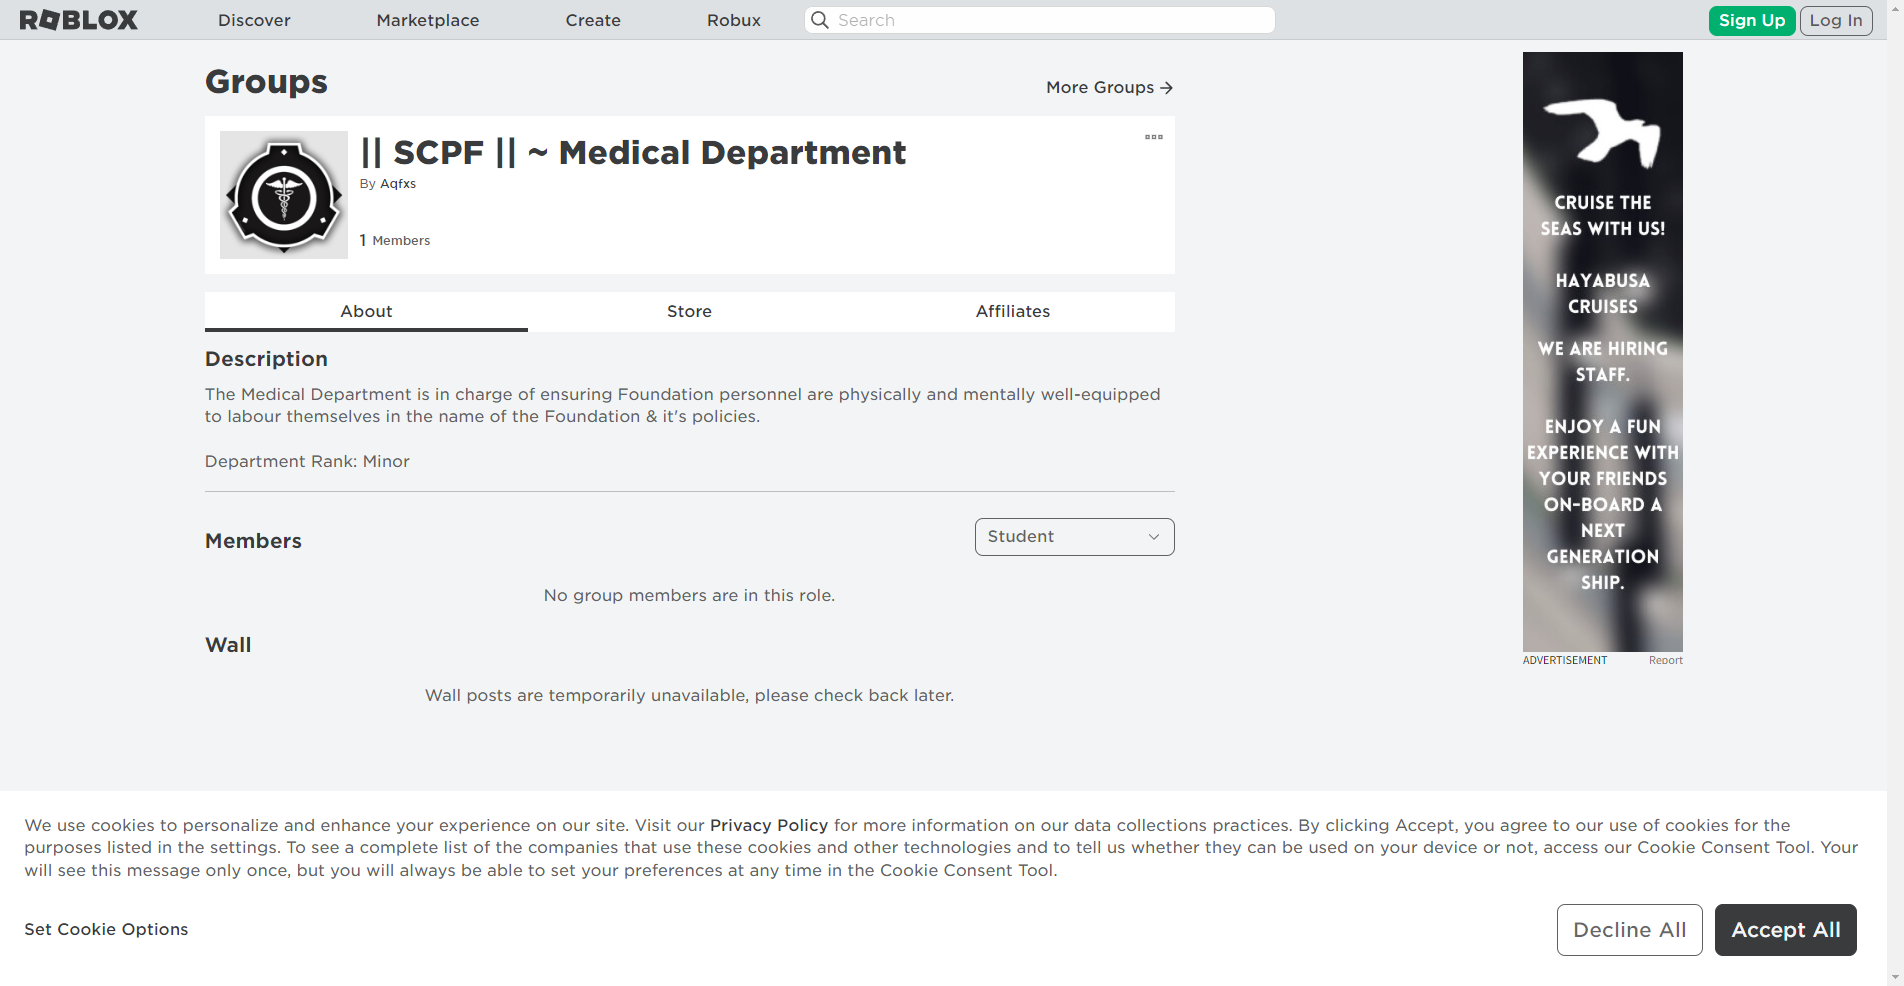 ROBLOX
Discover
Marketplace
Create
Robux
Search
Sign Up
Log In
Groups
More Groups
|| SCPF || ~ Medical Department
By Aqfxs
1 Members
About
Store
Affiliates
Description
The Medical Department is in charge of ensuring Foundation personnel are physically and mentally well-equipped
to labour themselves in the name of the Foundation & it's policies.
Department Rank: Minor
Members
Student
No group members are in this role.
Wall
Wall posts are temporarily unavailable, please check back later.
CRUISE THE
SEAS WITH US!
HAYABUSA
CRUISES
WE ARE HIRING
STAFF.
ENJOY A FUN
EXPERIENCE WITH
YOUR FRIENDS
ON-BOARD A
NEXT
GENERATION
SHIP.
ADVERTISEMENT
Report
We use cookies to personalize and enhance your experience on our site. Visit our Privacy Policy for more information on our data collections practices. By clicking Accept, you agree to our use of cookies for the
purposes listed in the settings. To see a complete list of the companies that use these cookies and other technologies and to tell us whether they can be used on your device or not, access our Cookie Consent Tool. Your
will see this message only once, but you will always be able to set your preferences at any time in the Cookie Consent Tool.
Set Cookie Options
Decline All
Accept All